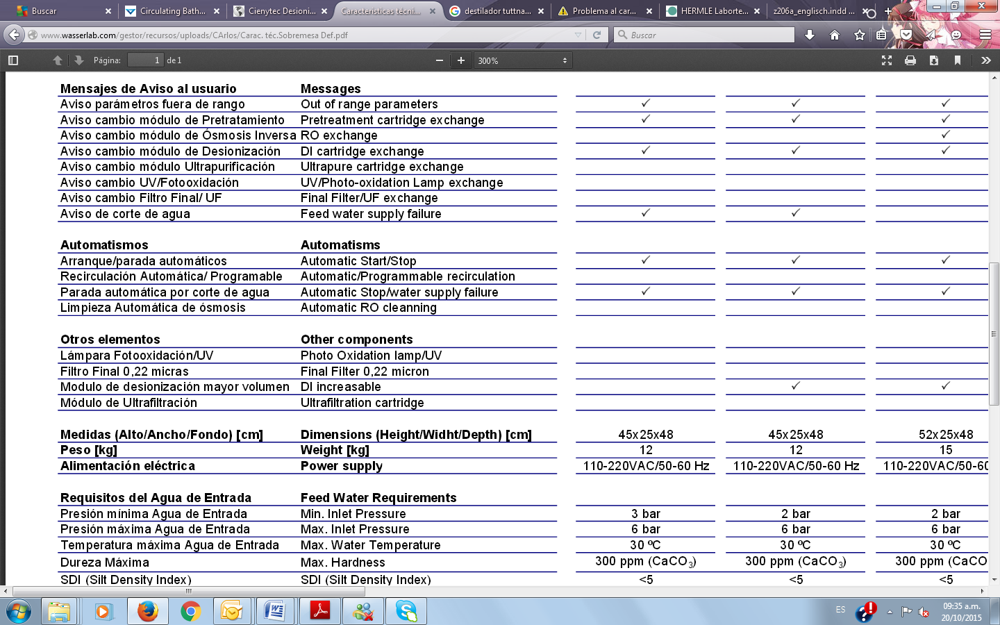 Buscar
Circulating Bath...
Cienytec Desioni...
Características técni...
destilador tuttna...
Problema al car...
HERMLE Laborte...
z206a_englisch.indd
www.wasserlab.com/gestor/recursos/uploads/CArlos/Carac. téc.Sobremesa Def.pdf
Buscar
Página: 1 de 1
300%
Mensajes de Aviso al usuario Messages
Aviso parámetros fuera de rango Out of range parameters ✓ ✓ ✓
Aviso cambio módulo de Pretratamiento Pretreatment cartridge exchange ✓ ✓ ✓
Aviso cambio módulo de Ósmosis Inversa RO exchange ✓
Aviso cambio módulo de Desionización DI cartridge exchange ✓ ✓ ✓
Aviso cambio módulo Ultrapurificación Ultrapure cartridge exchange
Aviso cambio UV/Fotooxidación UV/Photo-oxidation Lamp exchange
Aviso cambio Filtro Final/ UF Final Filter/UF exchange
Aviso de corte de agua Feed water supply failure ✓ ✓
Automatismos Automatisms
Arranque/parada automáticos Automatic Start/Stop ✓ ✓ ✓
Recirculación Automática/ Programable Automatic/Programmable recirculation
Parada automática por corte de agua Automatic Stop/water supply failure ✓ ✓ ✓
Limpieza Automática de ósmosis Automatic RO cleanning
Otros elementos Other components
Lámpara Fotooxidación/UV Photo Oxidation lamp/UV
Filtro Final 0,22 micras Final Filter 0,22 micron
Modulo de desionización mayor volumen DI increasable ✓ ✓
Módulo de Ultrafiltración Ultrafiltration cartridge
Medidas (Alto/Ancho/Fondo) [cm] Dimensions (Height/Widht/Depth) [cm] 45x25x48 45x25x48 52x25x48
Peso [kg] Weight [kg] 12 12 15
Alimentación eléctrica Power supply 110-220VAC/50-60 Hz 110-220VAC/50-60 Hz 110-220VAC/50-60
Requisitos del Agua de Entrada Feed Water Requirements
Presión mínima Agua de Entrada Min. Inlet Pressure 3 bar 2 bar 2 bar
Presión máxima Agua de Entrada Max. Inlet Pressure 6 bar 6 bar 6 bar
Temperatura máxima Agua de Entrada Max. Water Temperature 30 ºC 30 ºC 30 ºC
Dureza Máxima Max. Hardness 300 ppm (CaCO₃) 300 ppm (CaCO₃) 300 ppm (CaCO
SDI (Silt Density Index) SDI (Silt Density Index) <5 <5 <5
ES
09:35 a.m.
20/10/2015